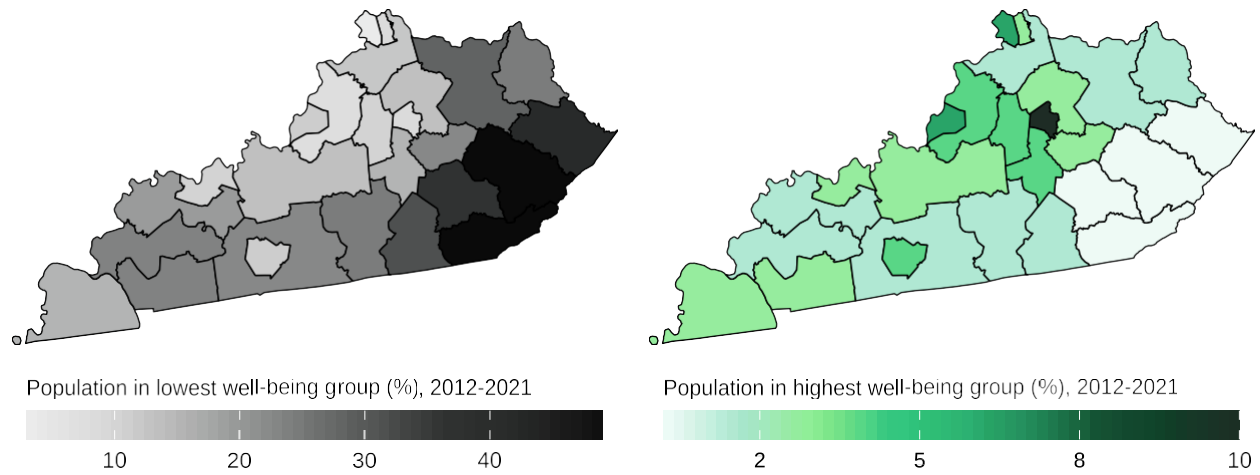 Population in lowest well-being group (%), 2012-2021
10 20 30 40
Population in highest well-being group (%), 2012-2021
2 5 8 10